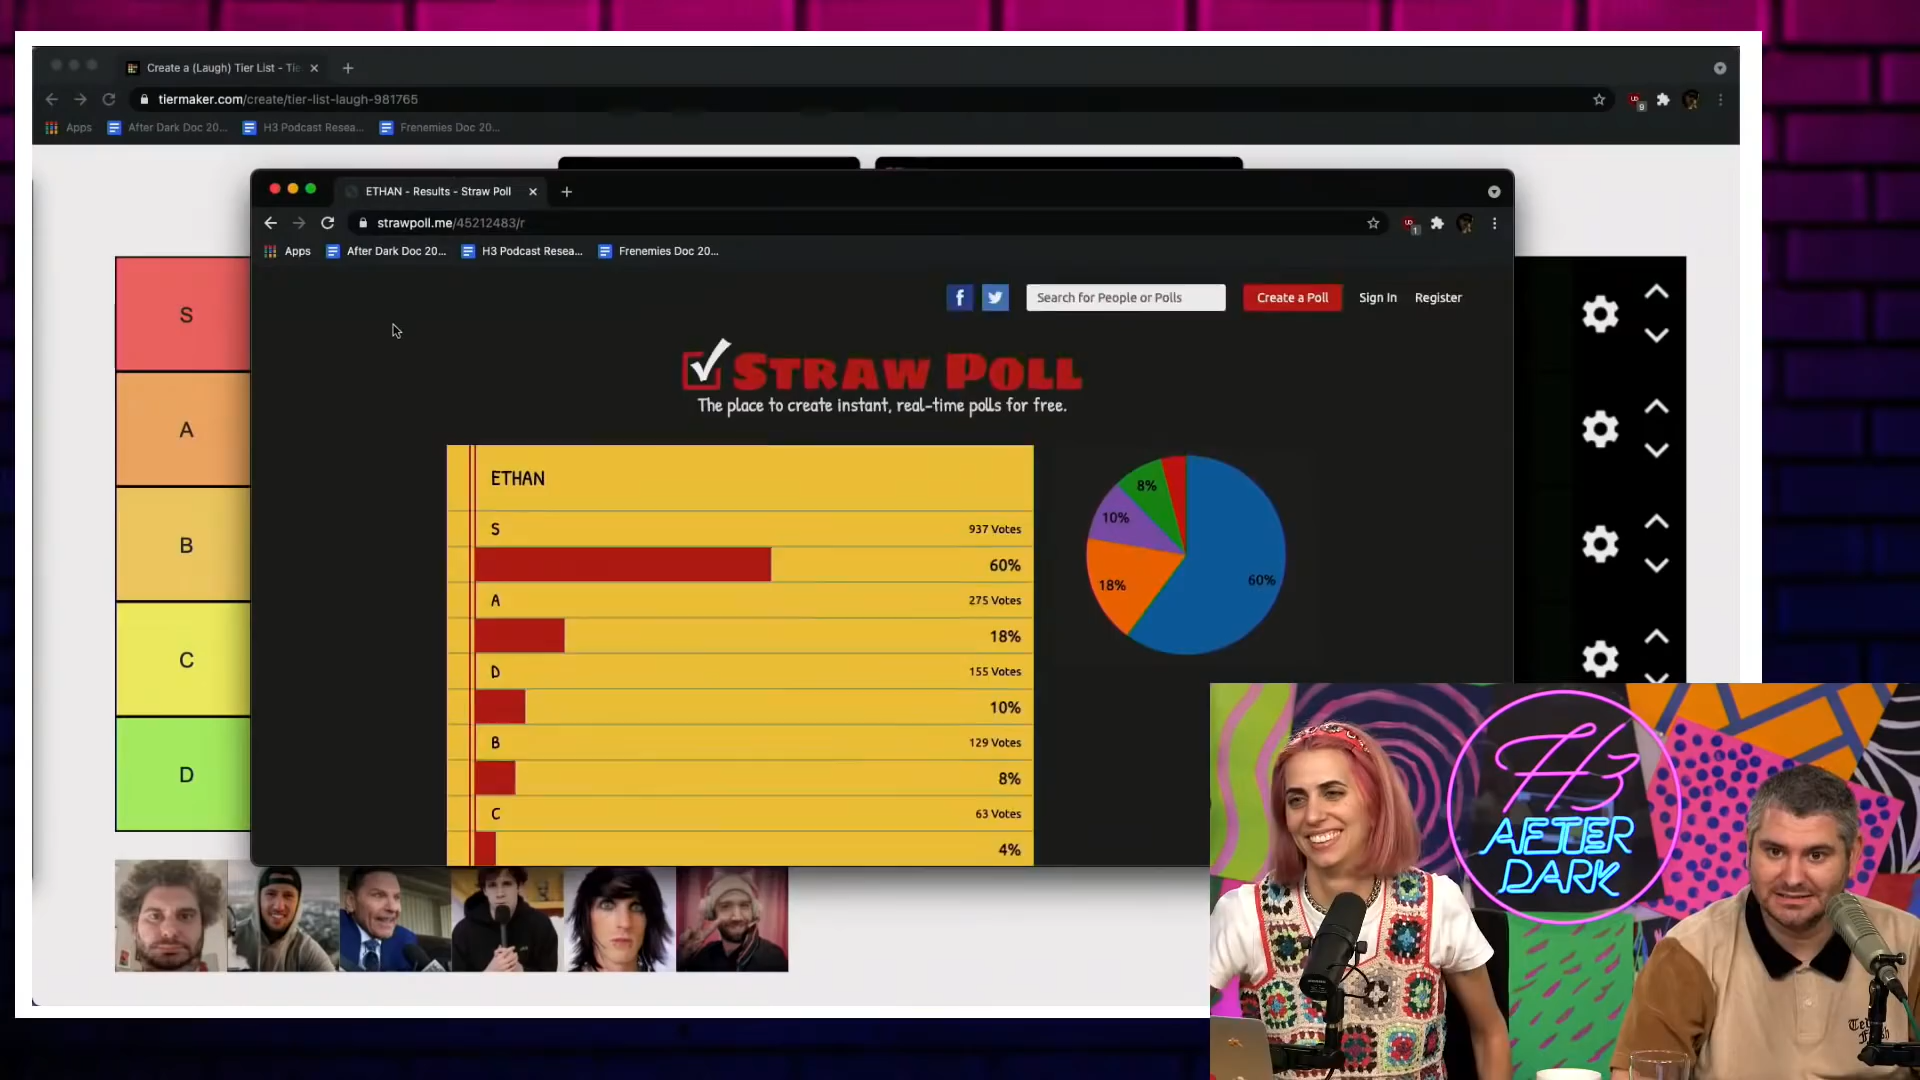 Create a (Laugh) Tier List - Tie
tiermaker.com/create/tier-list-laugh-981765
9
Apps
After Dark Doc 20...
H3 Podcast Resea...
Frenemies Doc 20...
ETHAN - Results - Straw Poll
strawpoll.me/45212483/r
1
Apps
After Dark Doc 20...
H3 Podcast Resea...
Frenemies Doc 20...
f
Search for People or Polls
Create a Poll
Sign In
Register
STRAW POLL
The place to create instant, real-time polls for free.
S
A
B
C
D
ETHAN
S
937 Votes
60%
A
275 Votes
18%
D
155 Votes
10%
B
129 Votes
8%
C
63 Votes
4%
8%
10%
18%
60%
H3
AFTER
DARK